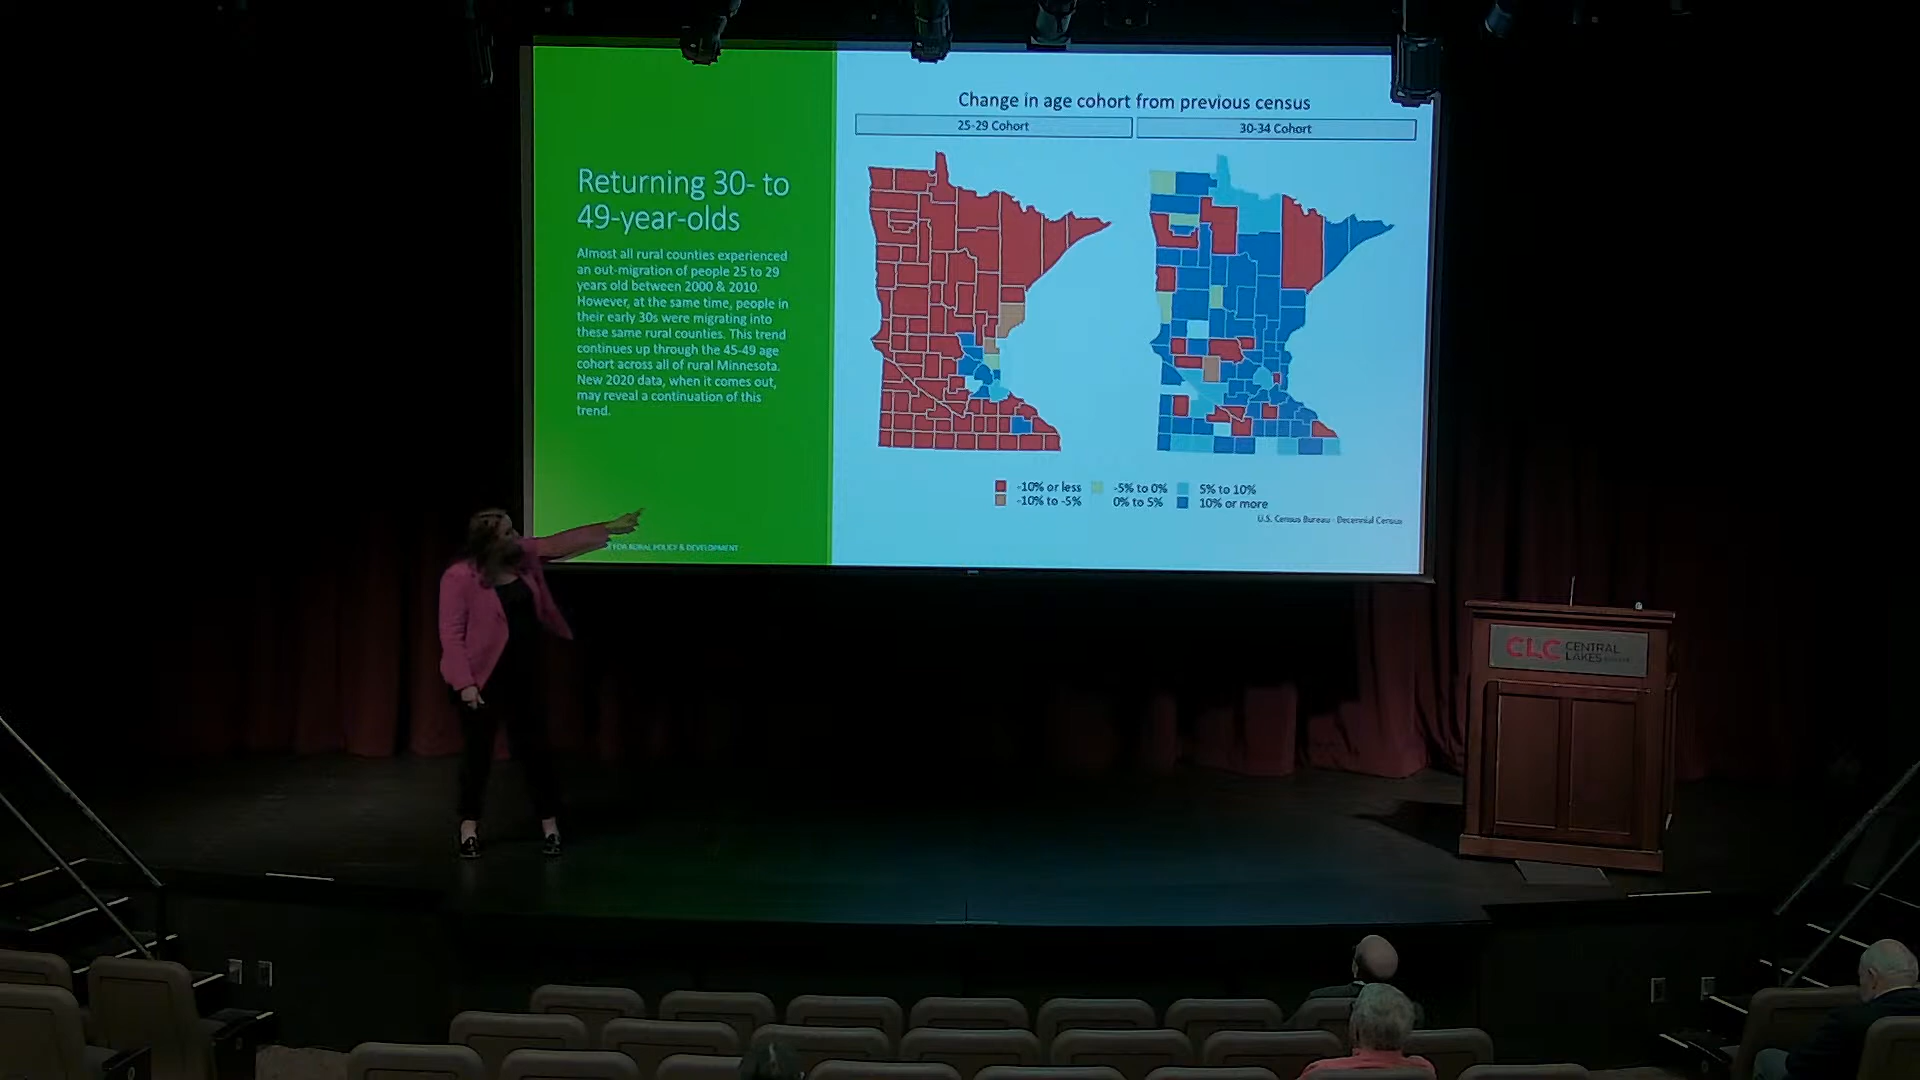 Returning 30- to
49-year-olds
Almost all rural counties experienced
an out-migration of people 25 to 29
years old between 2000 & 2010.
However, at the same time, people in
their early 30s were migrating into
these same rural counties. This trend
continues up through the 45-49 age
cohort across all of rural Minnesota.
New 2020 data, when it comes out,
may reveal a continuation of this
trend.
FOR RURAL POLICY & DEVELOPMENT
Change in age cohort from previous census
25-29 Cohort
30-34 Cohort
-10% or less
-5% to 0%
5% to 10%
-10% to -5%
0% to 5%
10% or more
U.S. Census Bureau - Decennial Census
CLC CENTRAL
LAKES